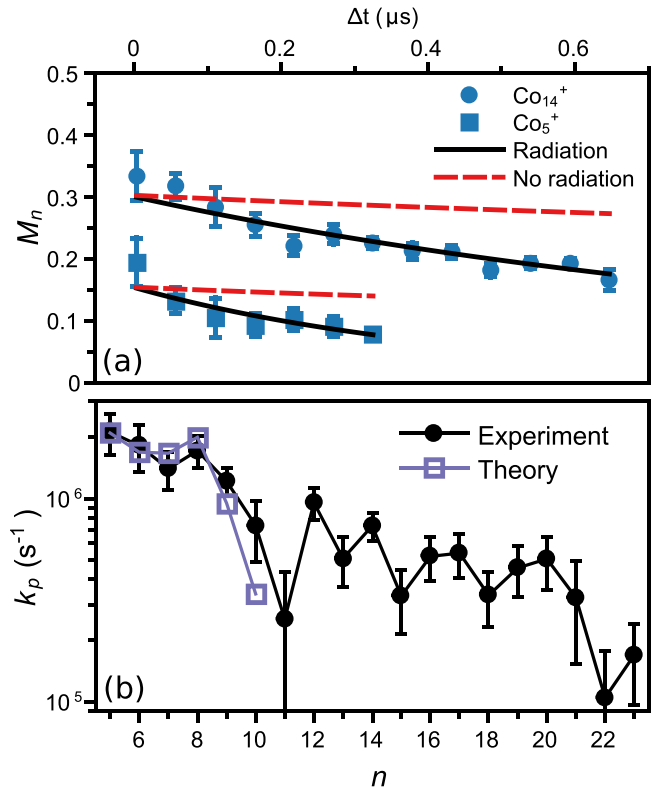 Δt (μs)
0 0.2 0.4 0.6
0.5
0.4
0.3
0.2
0.1
0
Mn
Co14+
Co5+
Radiation
No radiation
(a)
10^6
10^5
kp (s-1)
Experiment
Theory
(b)
6 8 10 12 14 16 18 20 22
n